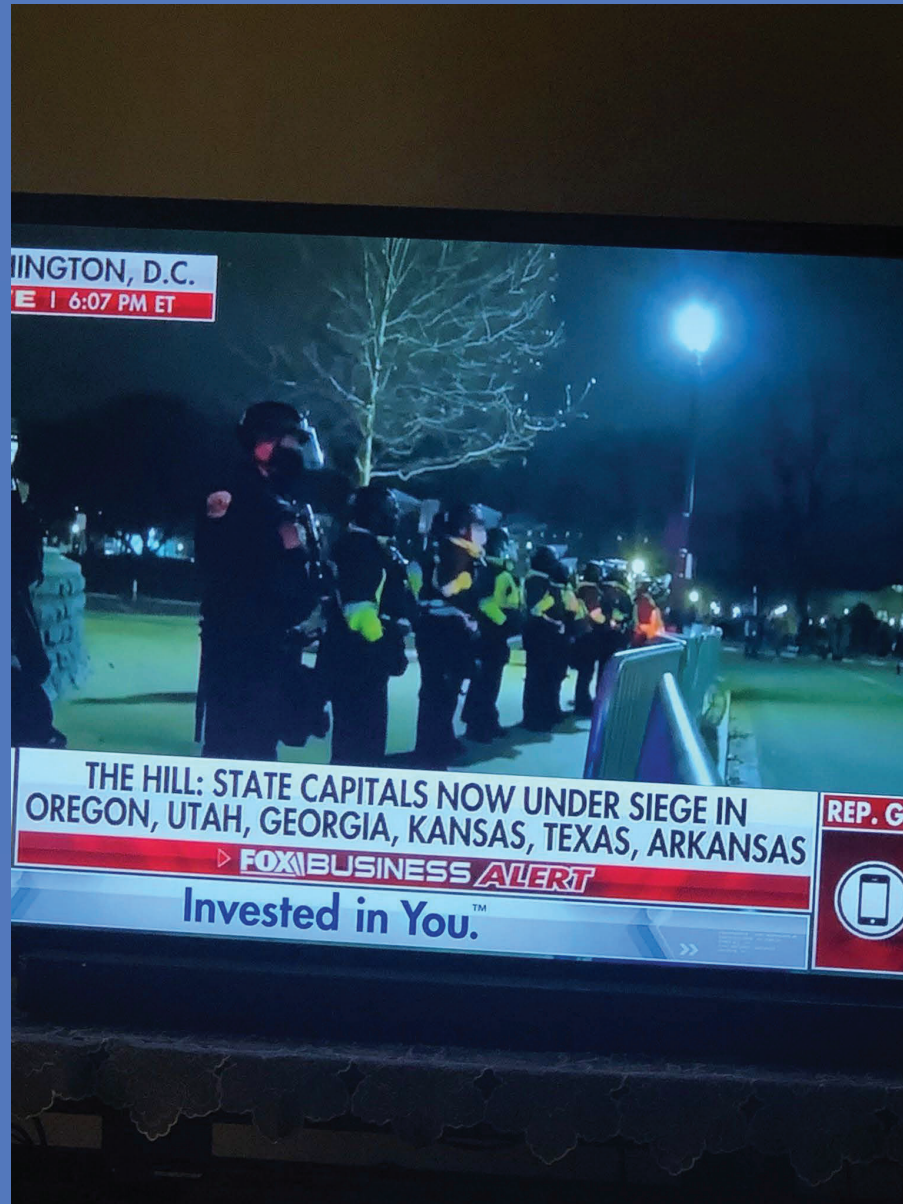 IINGTON, D.C.
E | 6:07 PM ET
THE HILL: STATE CAPITALS NOW UNDER SIEGE IN
OREGON, UTAH, GEORGIA, KANSAS, TEXAS, ARKANSAS
REP. G
FOX BUSINESS ALERT
Invested in You.™